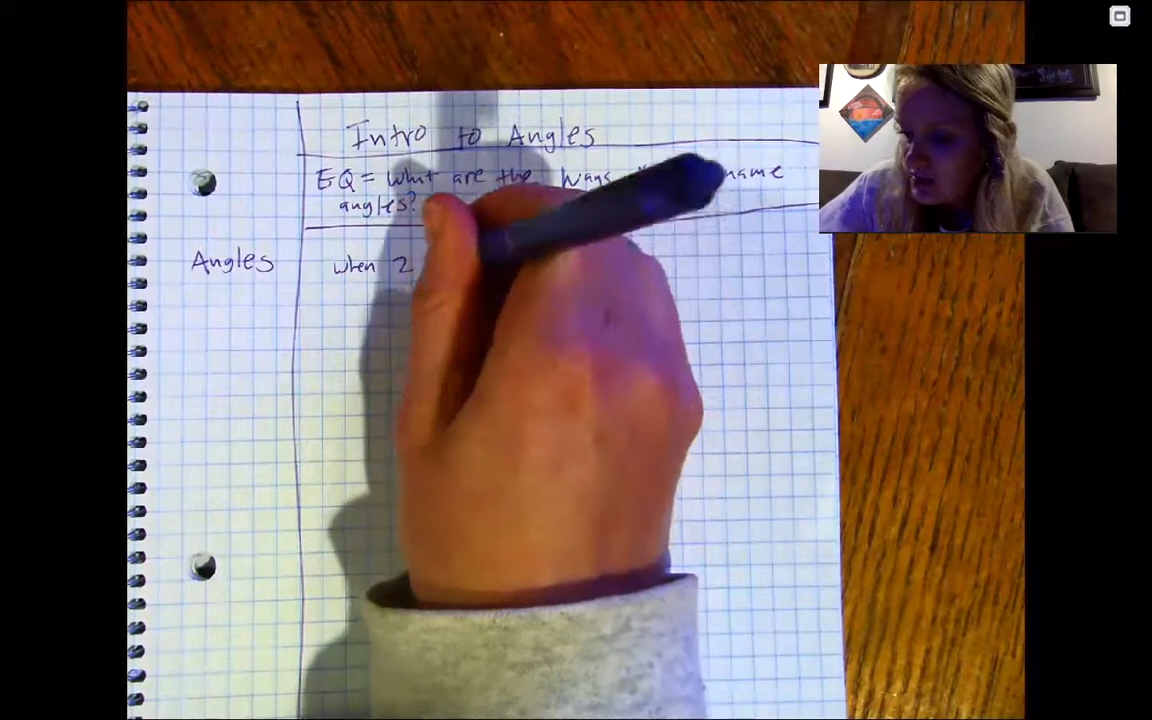 Intro to Angles
EQ = what are the ways name
angles?
Angles when 2